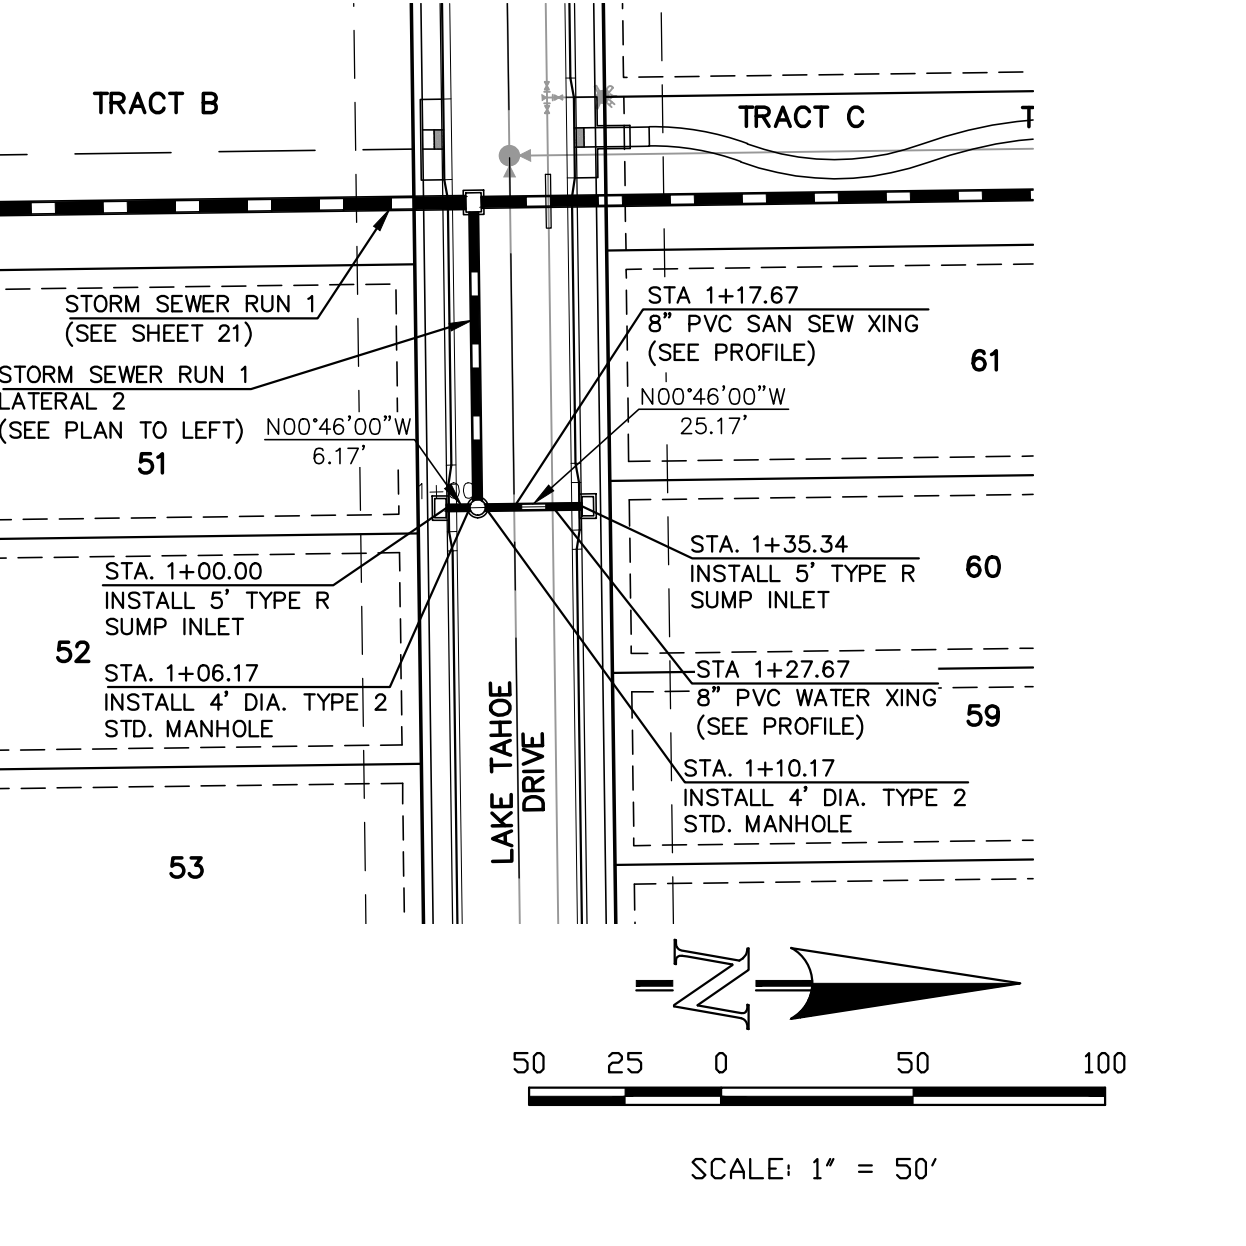 TRACT B
TRACT C
T
STORM SEWER RUN 1
(SEE SHEET 21)
STORM SEWER RUN 1
LATERAL 2
(SEE PLAN TO LEFT)
51
N00°46'00"W
6.17'
STA 1+17.67
8" PVC SAN SEW XING
(SEE PROFILE)
61
N00°46'00"W
25.17'
1+00
STA. 1+00.00
INSTALL 5' TYPE R
SUMP INLET
52
STA. 1+06.17
INSTALL 4' DIA. TYPE 2
STD. MANHOLE
STA. 1+35.34
INSTALL 5' TYPE R
SUMP INLET
60
STA 1+27.67
8" PVC WATER XING
(SEE PROFILE)
59
STA. 1+10.17
INSTALL 4' DIA. TYPE 2
STD. MANHOLE
LAKE TAHOE
DRIVE
53
N
50 25 0 50 100
SCALE: 1" = 50'